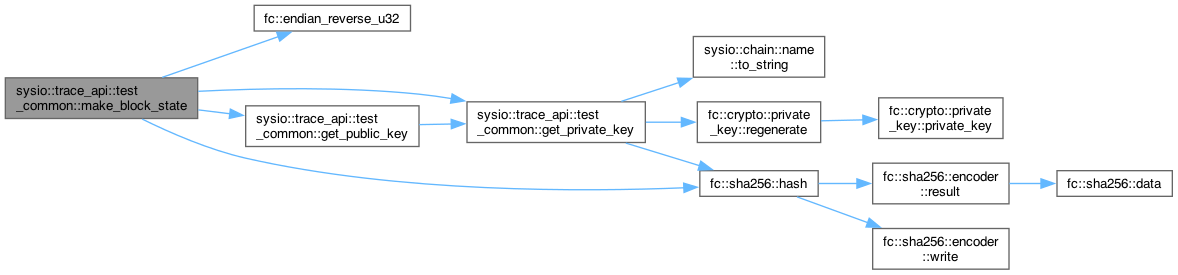 fc::endian_reverse_u32
sysio::trace_api::test
_common::make_block_state
sysio::trace_api::test
_common::get_public_key
sysio::trace_api::test
_common::get_private_key
sysio::chain::name
::to_string
fc::crypto::private
_key::regenerate
fc::crypto::private
_key::private_key
fc::sha256::hash
fc::sha256::encoder
::result
fc::sha256::data
fc::sha256::encoder
::write